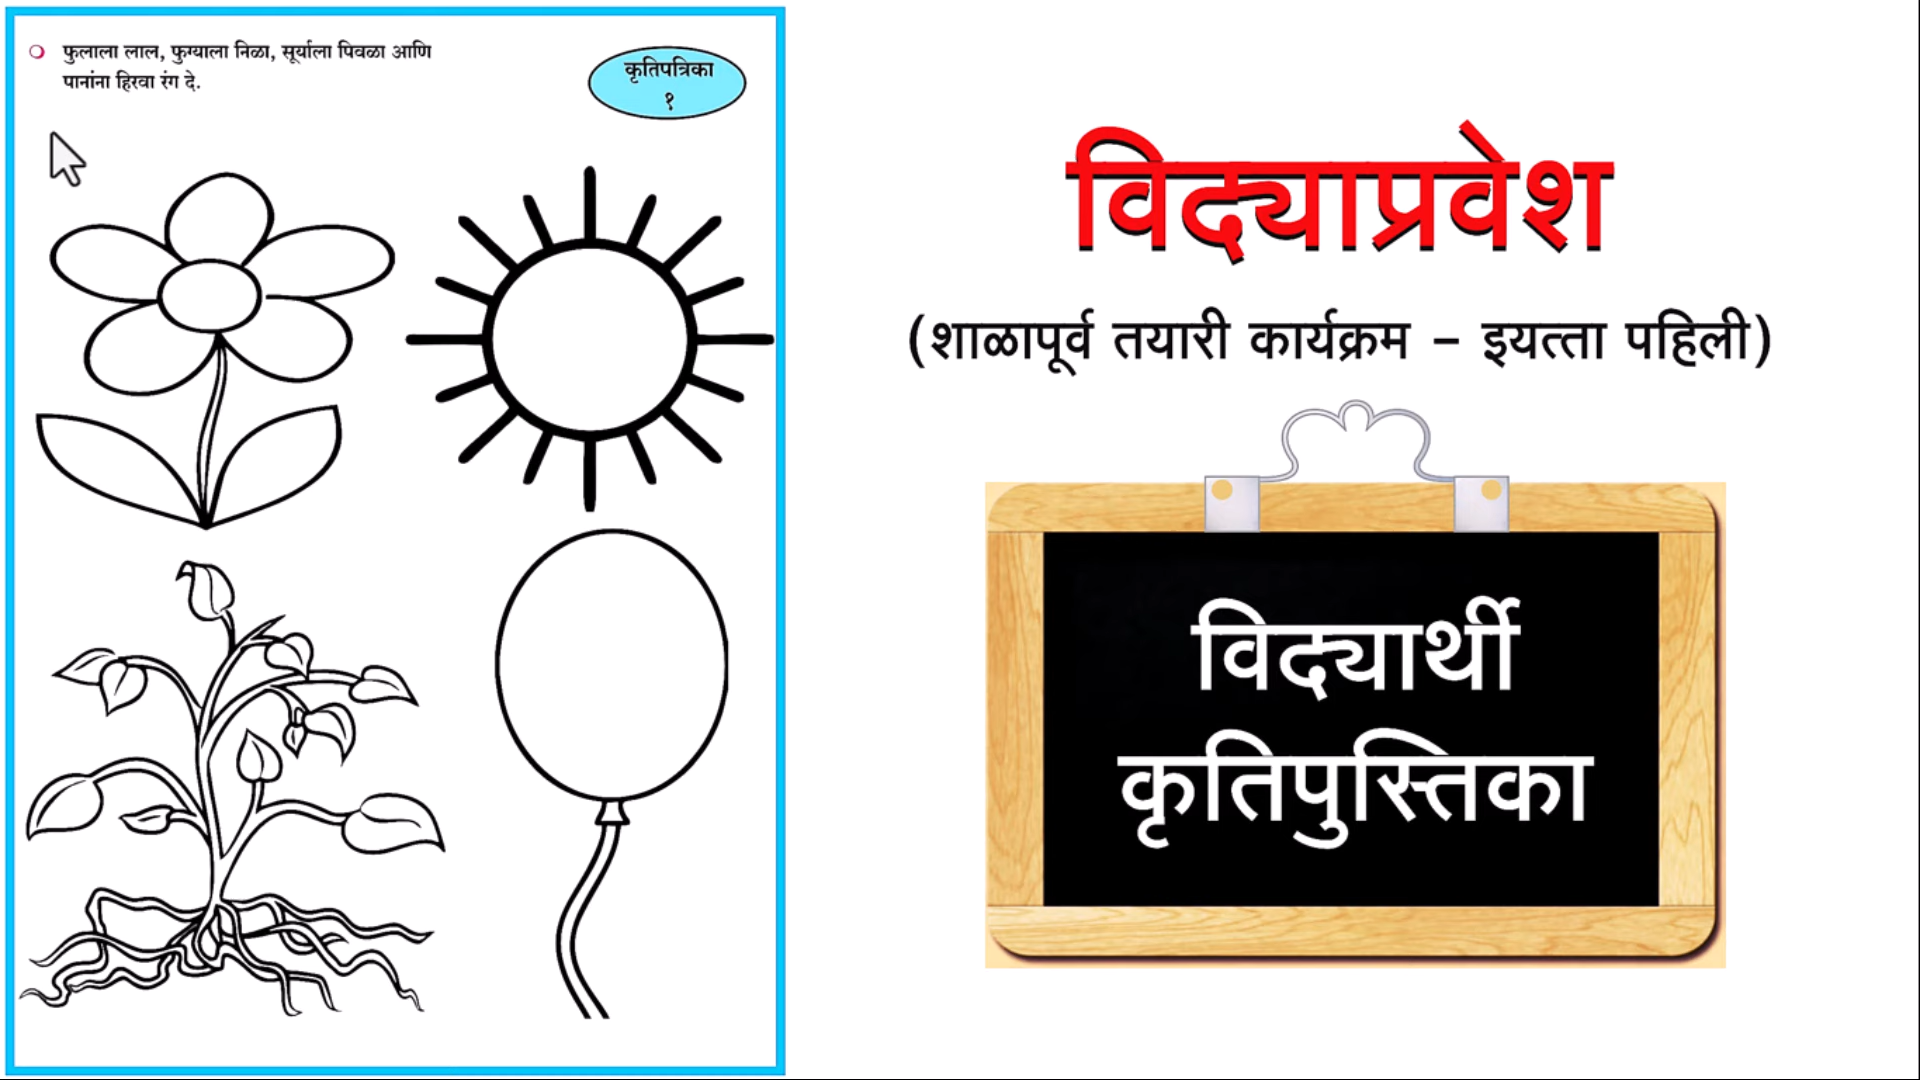 फुलाला लाल, फुग्याला निळा, सूर्याला पिवळा आणि
पानांना हिरवा रंग दे.
कृतिपत्रिका
१
विद्याप्रवेश
(शाळापूर्व तयारी कार्यक्रम – इयत्ता पहिली)
विद्यार्थी
कृतिपुस्तिका